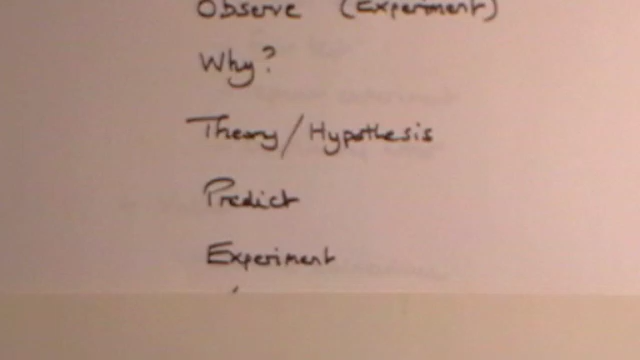 Observe (Experiment)
Why?
Theory/Hypothesis
Predict
Experiment